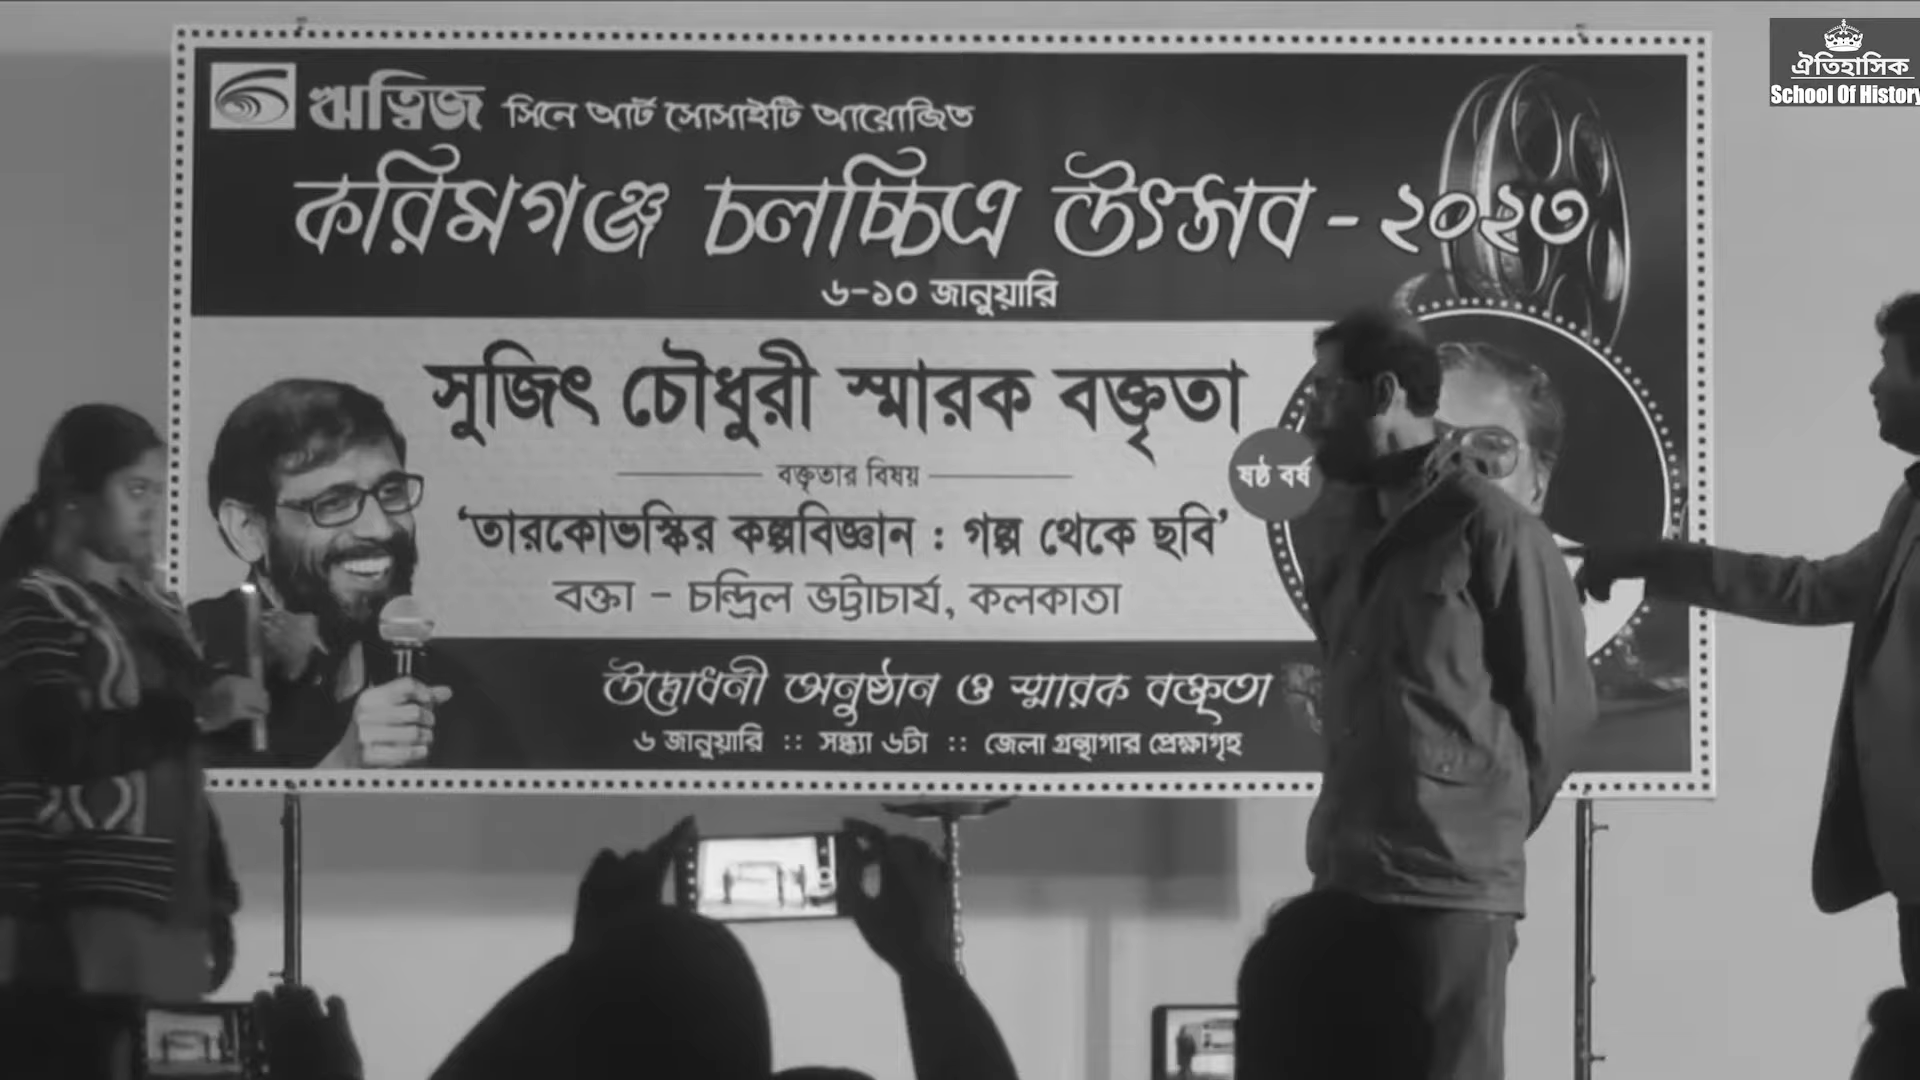 ঋত্বিজ সিনে আর্ট সোসাইটি আয়োজিত
করিমগঞ্জ চলচ্চিত্র উৎসব - ২০২৩
৬-১০ জানুয়ারি
সুজিৎ চৌধুরী স্মারক বক্তৃতা
ষষ্ঠ বর্ষ
বক্তৃতার বিষয়
‘তারকোভস্কির কল্পবিজ্ঞান : গল্প থেকে ছবি’
বক্তা - চন্দ্রিল ভট্টাচার্য, কলকাতা
উদ্বোধনী অনুষ্ঠান ও স্মারক বক্তৃতা
৬ জানুয়ারি :: সন্ধ্যা ৬টা :: জেলা গ্রন্থাগার প্রেক্ষাগৃহ
ঐতিহাসিক
School Of History